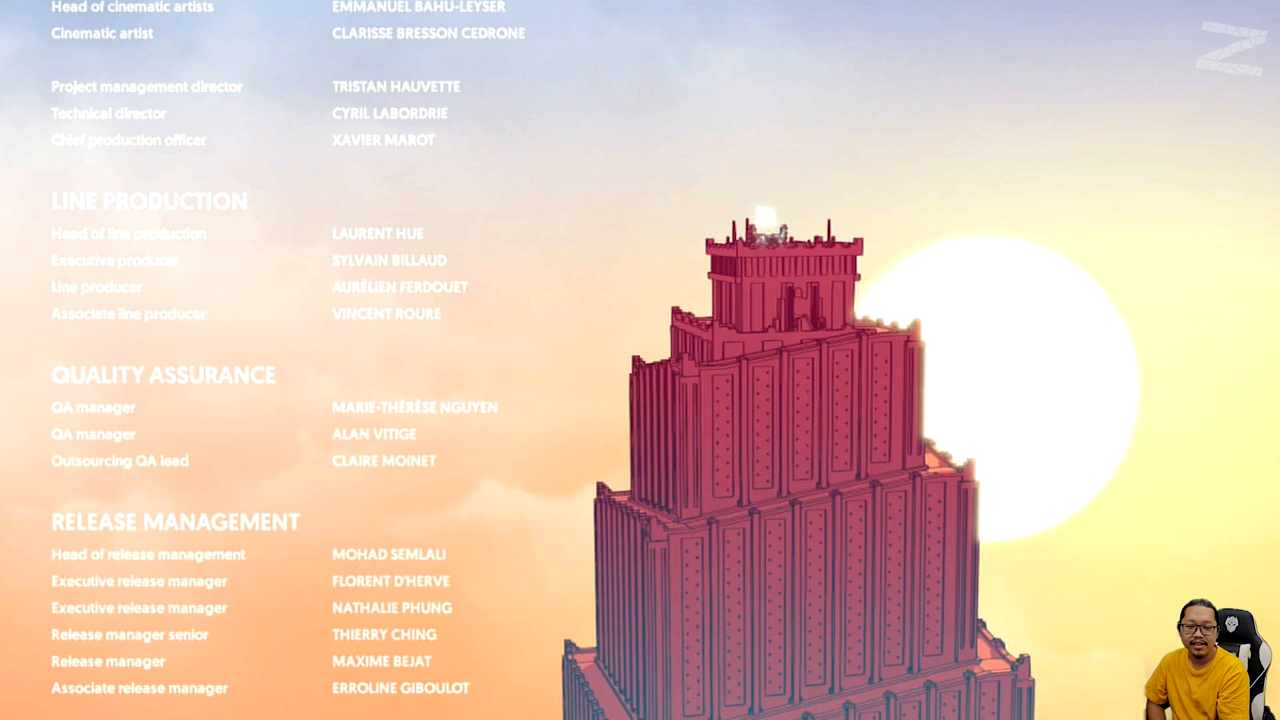 Head of cinematic artists EMMANUEL BAHU-LEYSER
Cinematic artist CLARISSE BRESSON CEDRONE
Project management director TRISTAN HAUVETTE
Technical director CYRIL LABORDRIE
Chief production officer XAVIER MAROT
LINE PRODUCTION
Head of line production LAURENT HUE
Executive producer SYLVAIN BILLAUD
Line producer AURÉLIEN FERDOUET
Associate line producer VINCENT ROURE
QUALITY ASSURANCE
QA manager MARIE-THÉRÈSE NGUYEN
QA manager ALAN VITIGE
Outsourcing QA lead CLAIRE MOINET
RELEASE MANAGEMENT
Head of release management MOHAD SEMLALI
Executive release manager FLORENT D'HERVE
Executive release manager NATHALIE PHUNG
Release manager senior THIERRY CHING
Release manager MAXIME BEJAT
Associate release manager ERROLINE GIBOULOT
Z